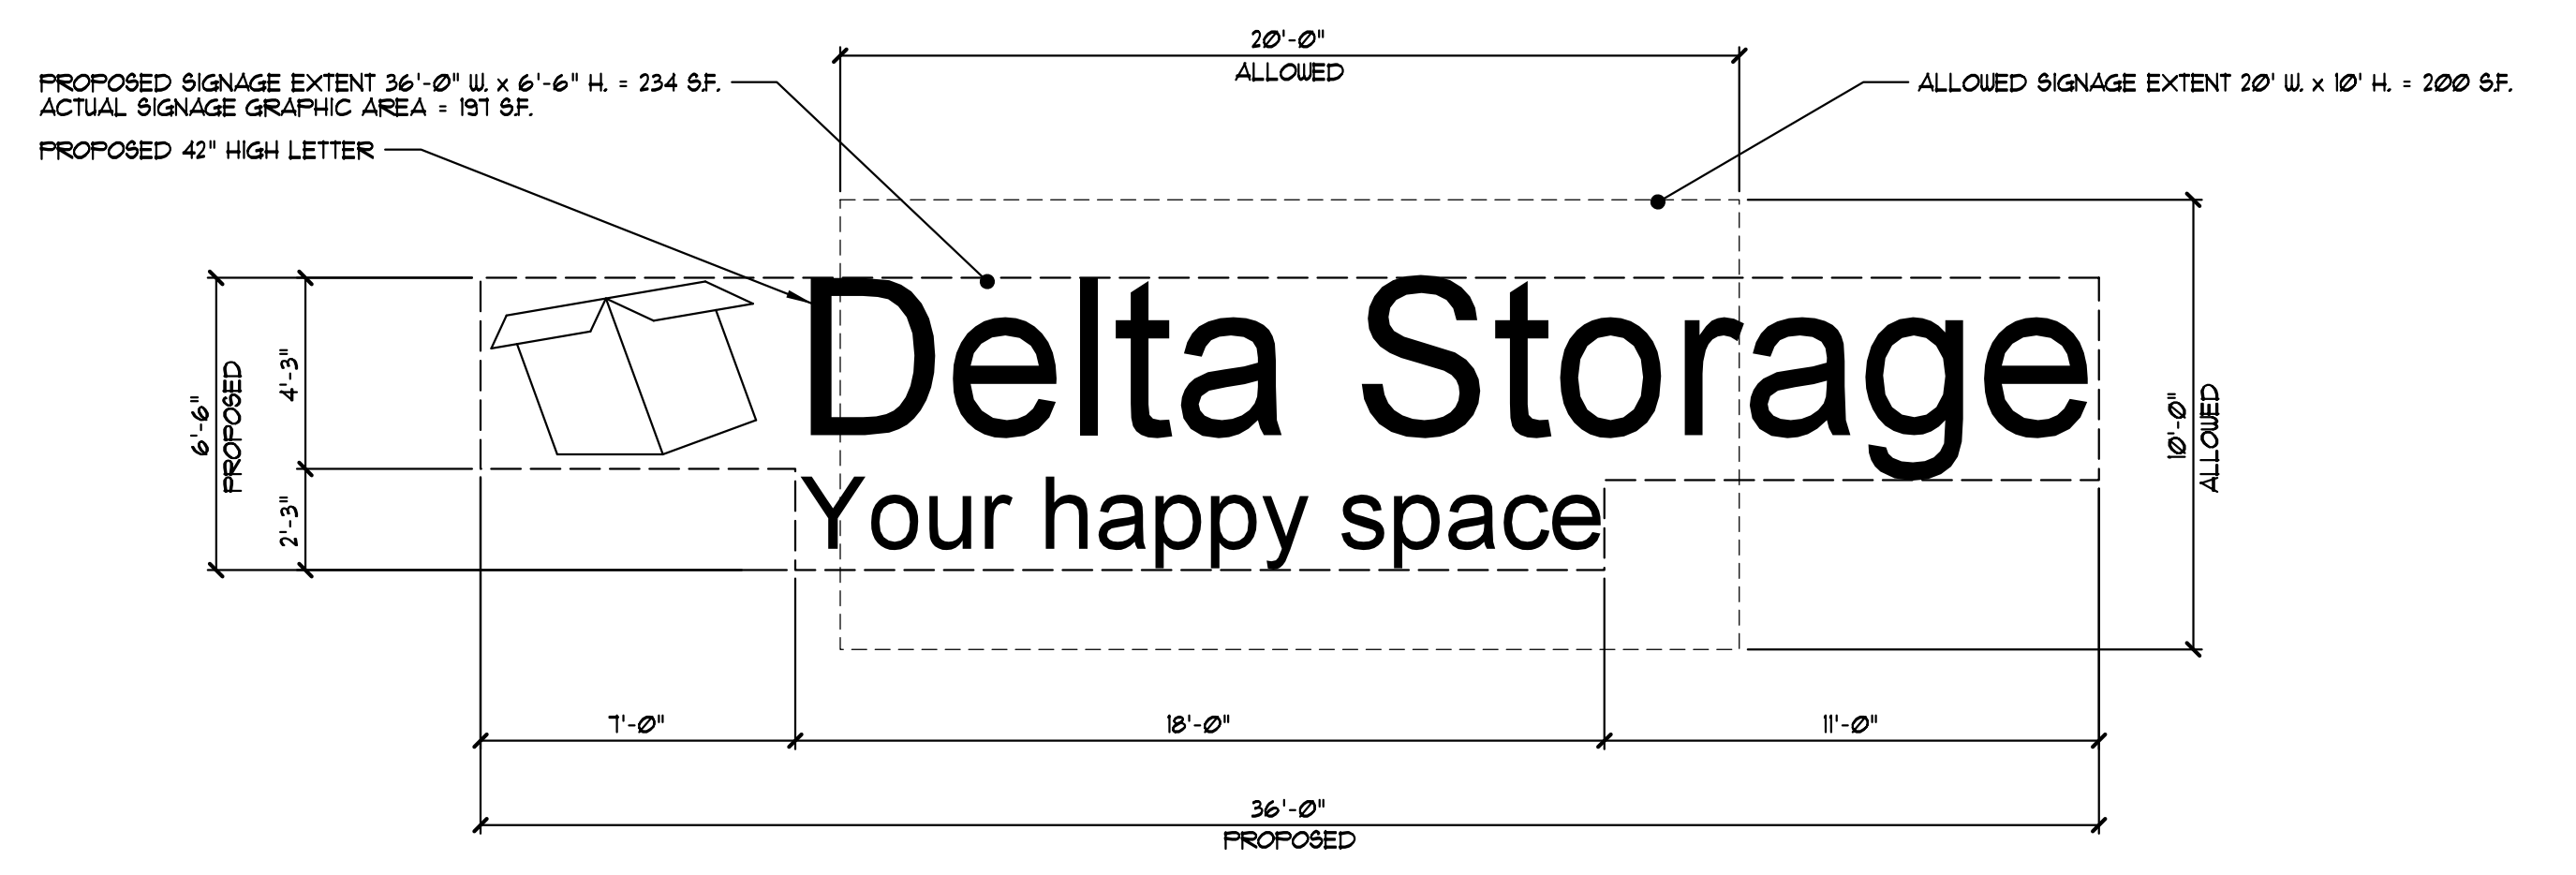 20'-0"
ALLOWED
PROPOSED SIGNAGE EXTENT 36'-0" W. x 6'-6" H. = 234 S.F.
ACTUAL SIGNAGE GRAPHIC AREA = 197 S.F.
PROPOSED 42" HIGH LETTER
ALLOWED SIGNAGE EXTENT 20' W. x 10' H. = 200 S.F.
Delta Storage
Your happy space
6'-6"
PROPOSED
4'-3"
2'-3"
10'-0"
ALLOWED
7'-0"
18'-0"
11'-0"
36'-0"
PROPOSED